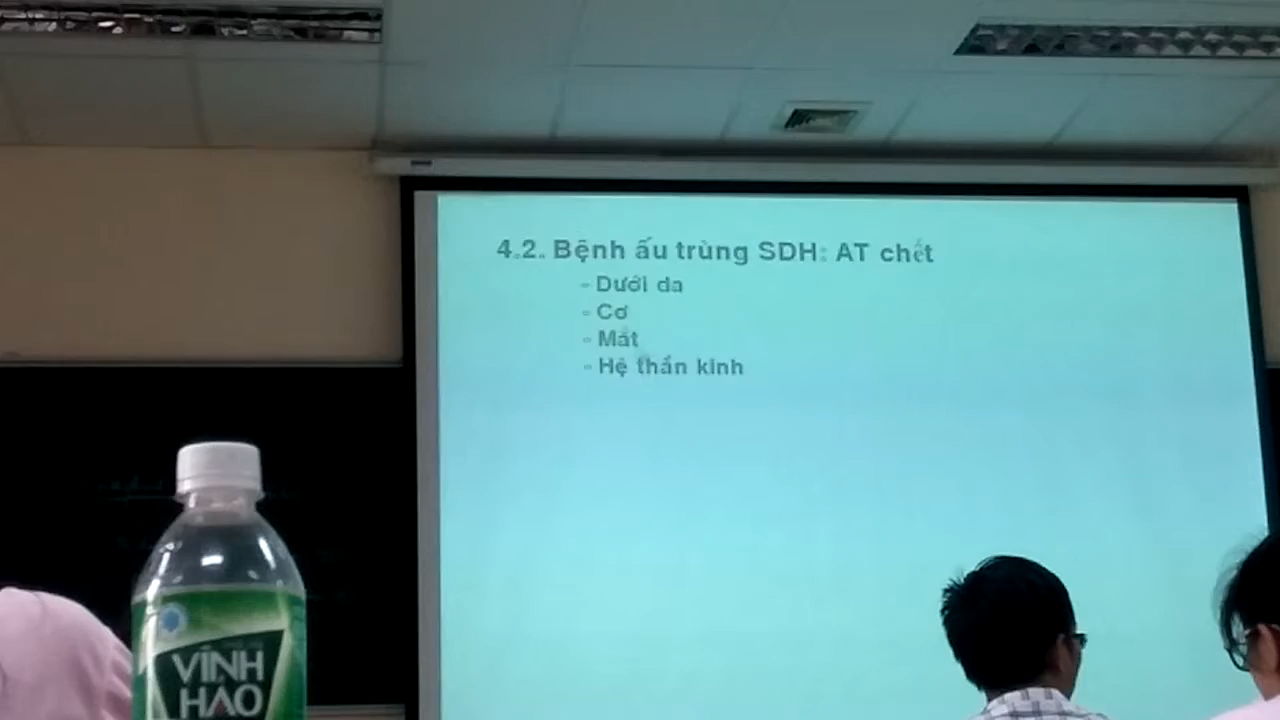 4.2. Bệnh ấu trùng SDH: AT chết
- Dưới da
- Cơ
- Mắt
- Hệ thần kinh
VĨNH
HẢO